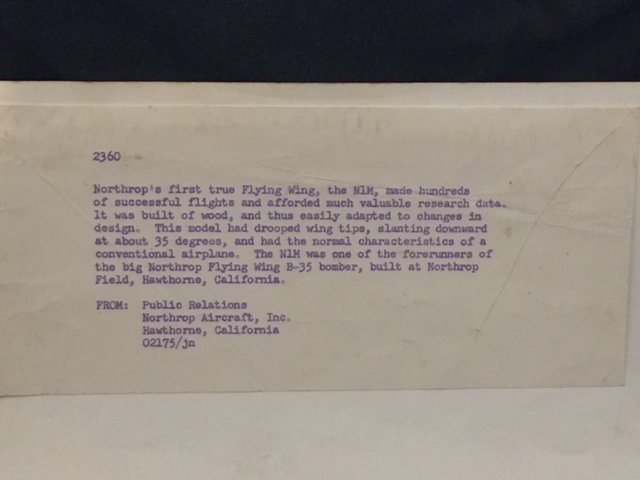 2360
Northrop's first true Flying Wing, the N1M, made hundreds
of successful flights and afforded much valuable research data.
It was built of wood, and thus easily adapted to changes in
design. This model had drooped wing tips, slanting downward
at about 35 degrees, and had the normal characteristics of a
conventional airplane. The N1M was one of the forerunners of
the big Northrop Flying Wing B-35 bomber, built at Northrop
Field, Hawthorne, California.
FROM: Public Relations
Northrop Aircraft, Inc.
Hawthorne, California
02175/jn